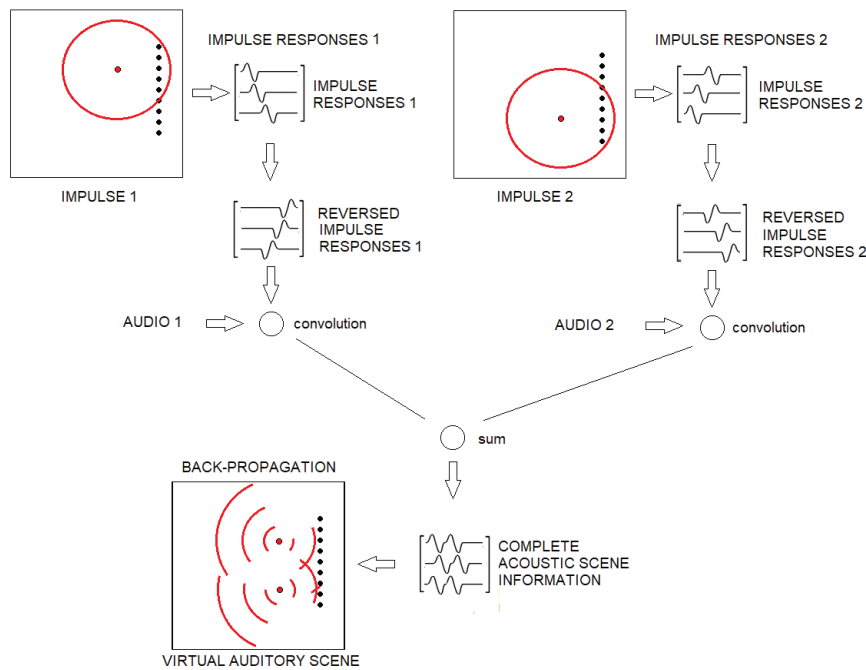 IMPULSE RESPONSES 1
IMPULSE
RESPONSES 1
IMPULSE 1
REVERSED
IMPULSE
RESPONSES 1
AUDIO 1
convolution
IMPULSE RESPONSES 2
IMPULSE
RESPONSES 2
IMPULSE 2
REVERSED
IMPULSE
RESPONSES 2
AUDIO 2
convolution
sum
BACK-PROPAGATION
COMPLETE
ACOUSTIC SCENE
INFORMATION
VIRTUAL AUDITORY SCENE